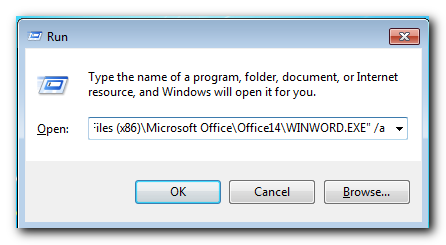 Run
Type the name of a program, folder, document, or Internet
resource, and Windows will open it for you.
Open: iles (x86)\Microsoft Office\Office14\WINWORD.EXE" /a
OK Cancel Browse...